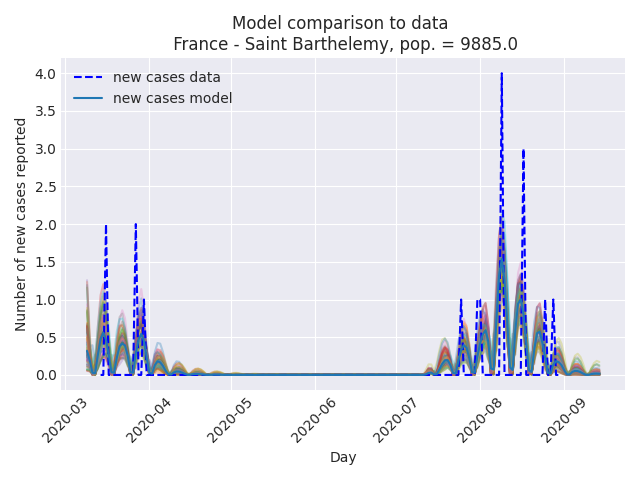 Model comparison to data
France - Saint Barthelemy, pop. = 9885.0
new cases data
new cases model
Number of new cases reported
4.0
3.5
3.0
2.5
2.0
1.5
1.0
0.5
0.0
2020-03
2020-04
2020-05
2020-06
2020-07
2020-08
2020-09
Day